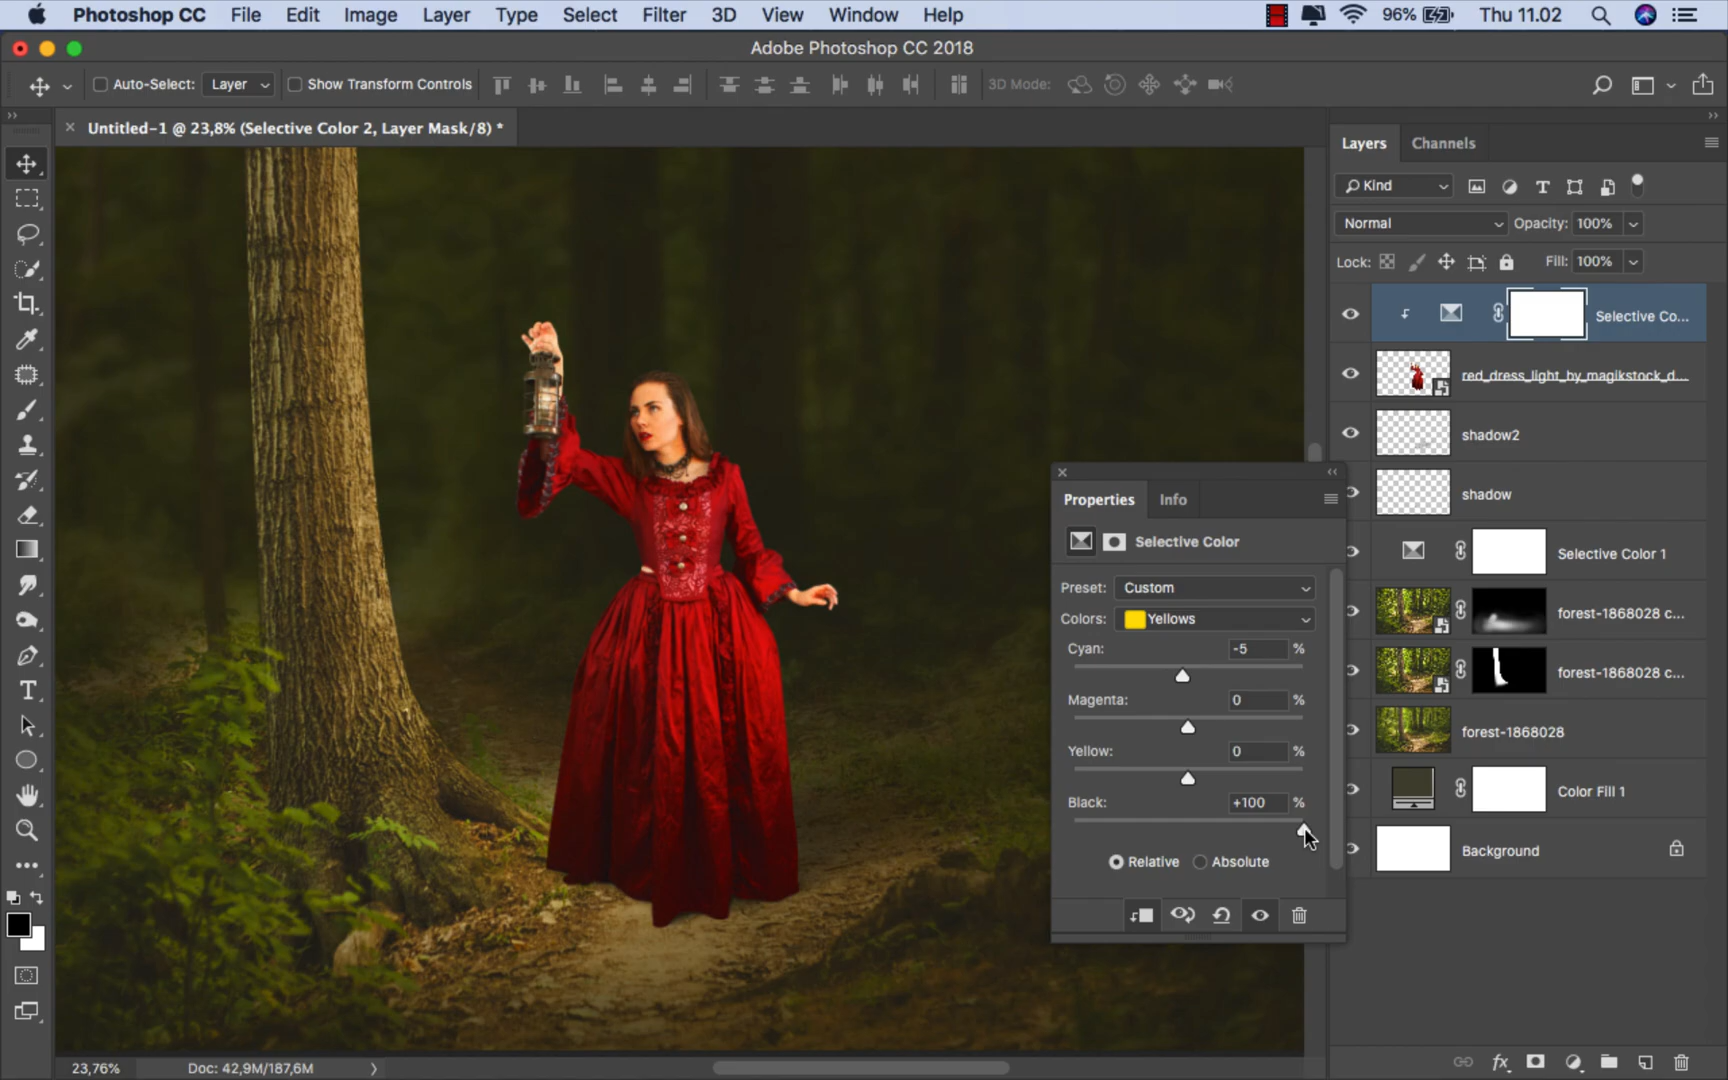 Photoshop CC File Edit Image Layer Type Select Filter 3D View Window Help 96% Thu 11.02
Adobe Photoshop CC 2018
Auto-Select: Layer Show Transform Controls 3D Mode:
Untitled-1 @ 23,8% (Selective Color 2, Layer Mask/8) *
Layers Channels
Kind
Normal Opacity: 100%
Lock: Fill: 100%
Selective Co...
red_dress_light_by_magikstock_d...
shadow2
shadow
Selective Color 1
forest-1868028 c...
forest-1868028 c...
forest-1868028
Color Fill 1
Background
Properties Info
Selective Color
Preset: Custom
Colors: Yellows
Cyan: -5 %
Magenta: 0 %
Yellow: 0 %
Black: +100 %
Relative Absolute
23,76% Doc: 42,9M/187,6M